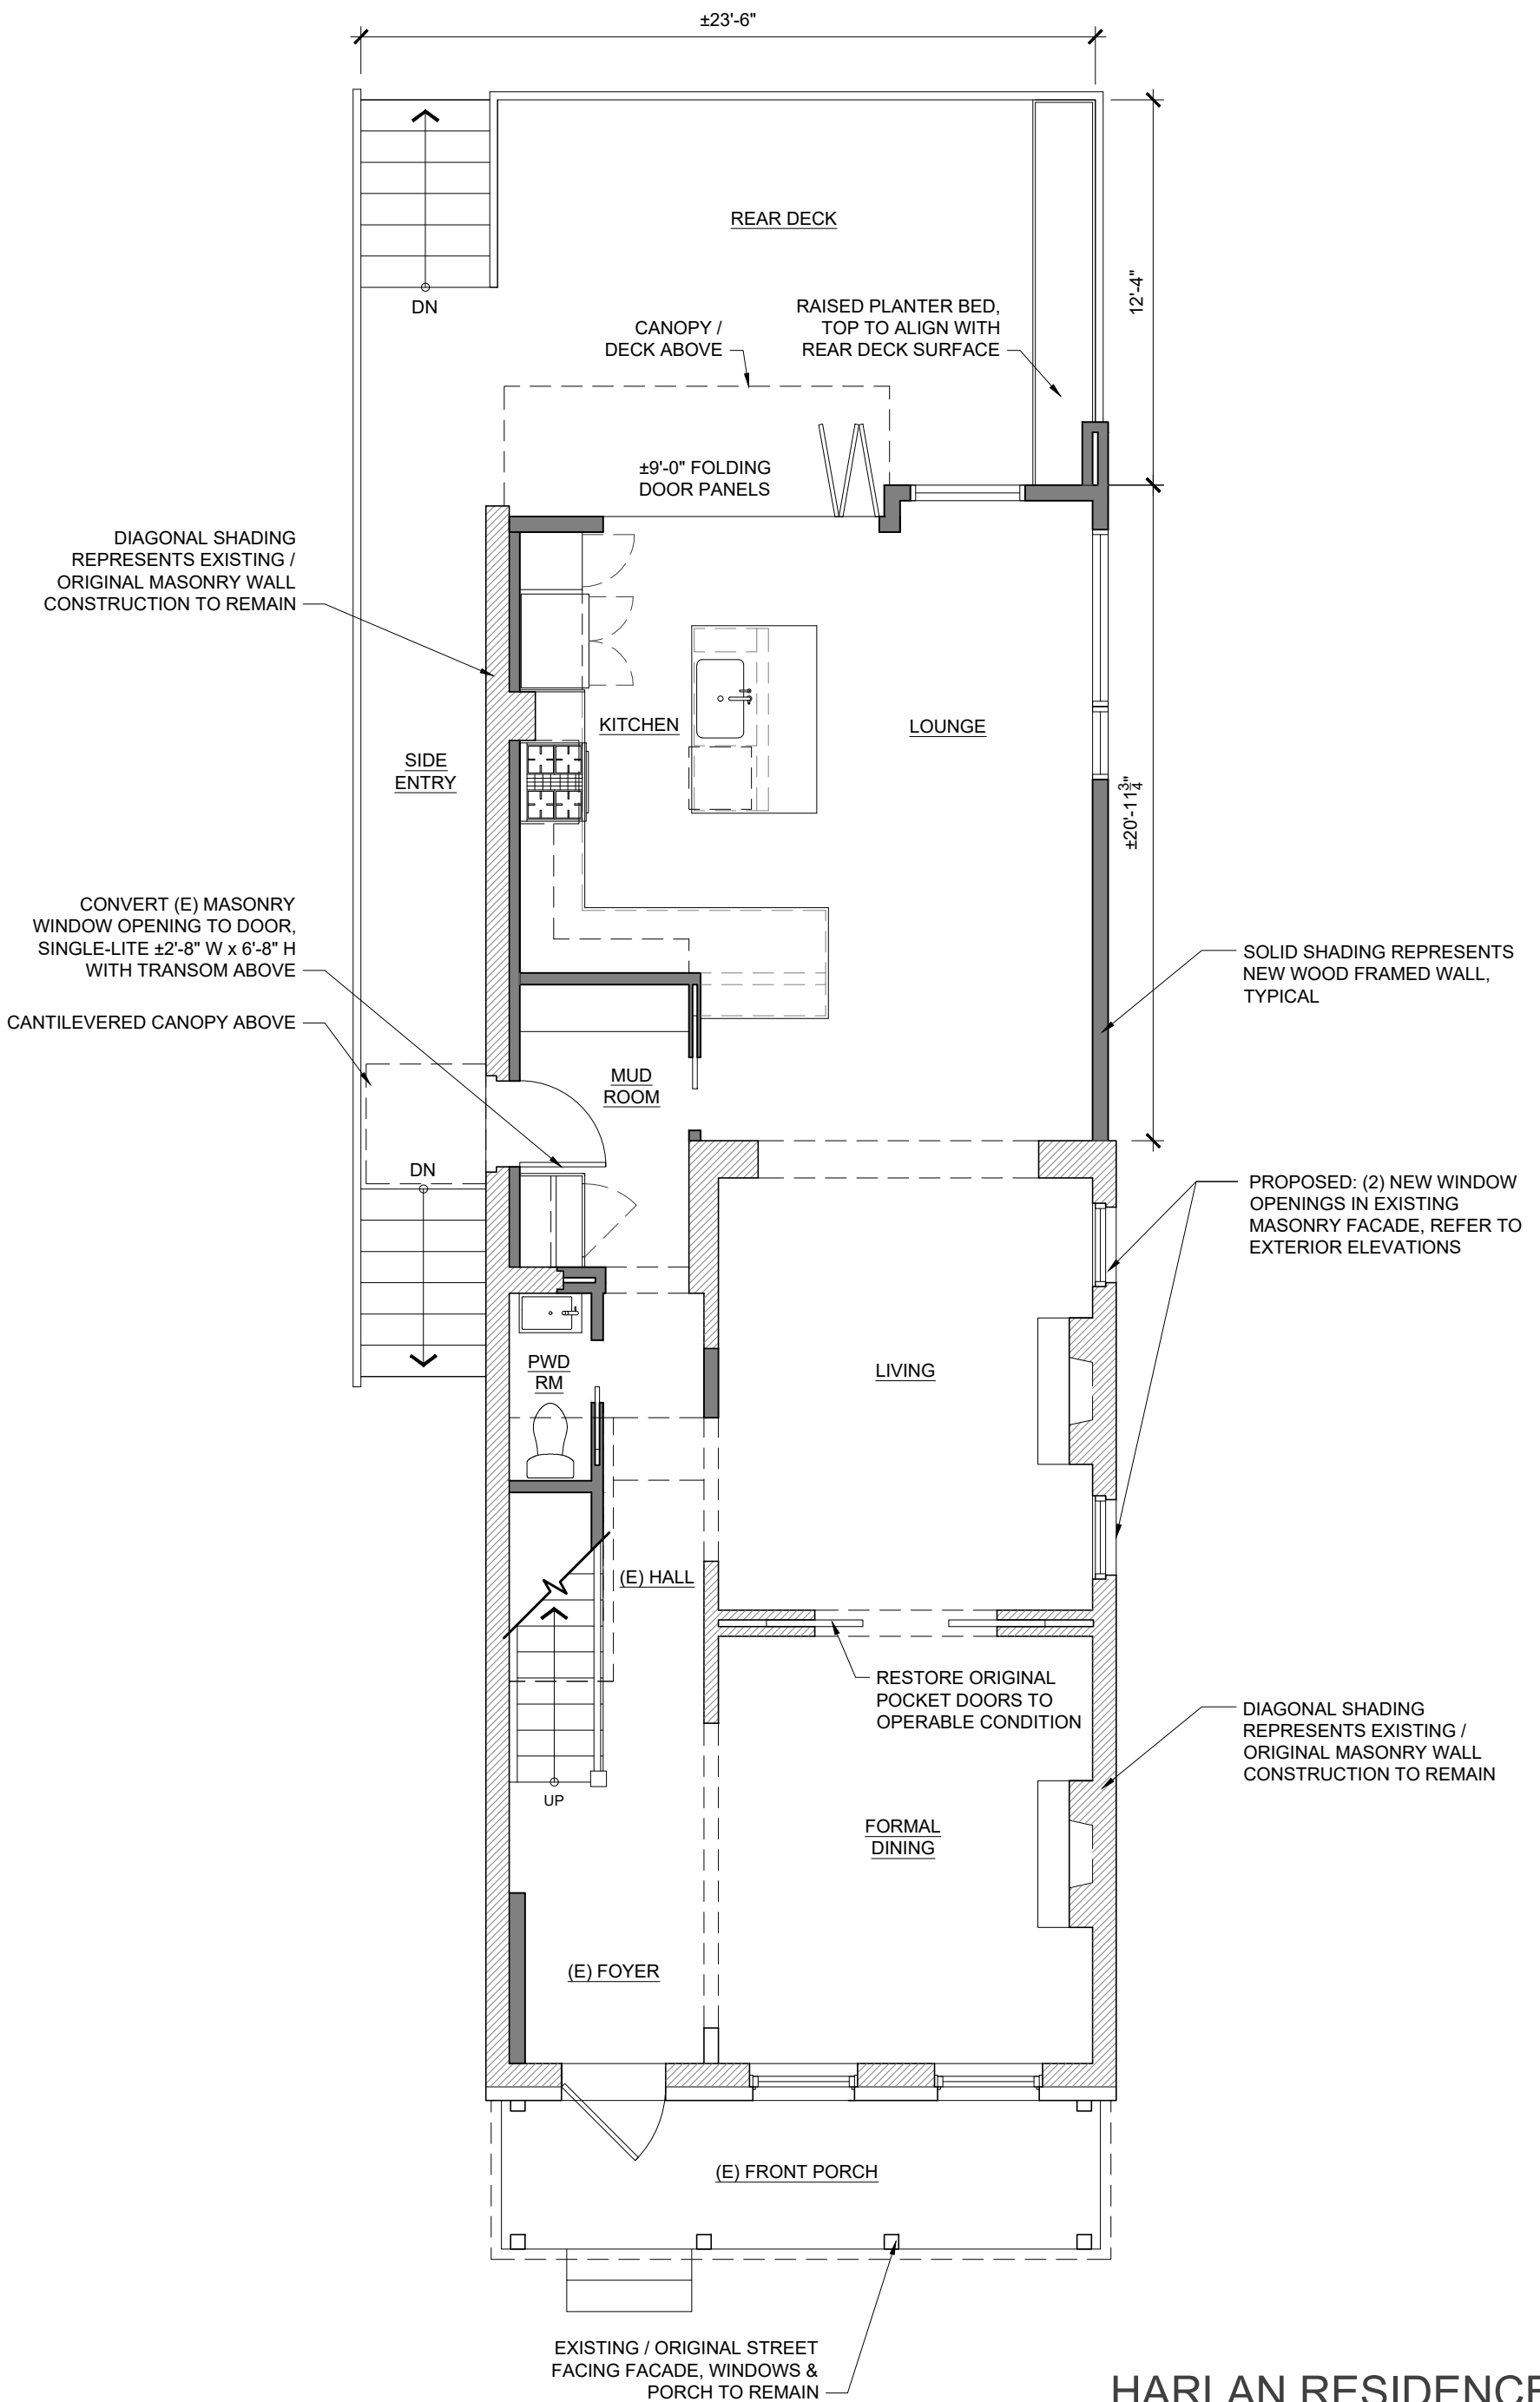 ±23'-6"
REAR DECK
DN
12'-4"
RAISED PLANTER BED,
TOP TO ALIGN WITH
REAR DECK SURFACE
CANOPY /
DECK ABOVE
±9'-0" FOLDING
DOOR PANELS
DIAGONAL SHADING
REPRESENTS EXISTING /
ORIGINAL MASONRY WALL
CONSTRUCTION TO REMAIN
KITCHEN
LOUNGE
SIDE
ENTRY
±20'-11¾"
CONVERT (E) MASONRY
WINDOW OPENING TO DOOR,
SINGLE-LITE ±2'-8" W x 6'-8" H
WITH TRANSOM ABOVE
SOLID SHADING REPRESENTS
NEW WOOD FRAMED WALL,
TYPICAL
CANTILEVERED CANOPY ABOVE
MUD
ROOM
DN
PROPOSED: (2) NEW WINDOW
OPENINGS IN EXISTING
MASONRY FACADE, REFER TO
EXTERIOR ELEVATIONS
PWD
RM
LIVING
(E) HALL
RESTORE ORIGINAL
POCKET DOORS TO
OPERABLE CONDITION
DIAGONAL SHADING
REPRESENTS EXISTING /
ORIGINAL MASONRY WALL
CONSTRUCTION TO REMAIN
UP
FORMAL
DINING
(E) FOYER
(E) FRONT PORCH
EXISTING / ORIGINAL STREET
FACING FACADE, WINDOWS &
PORCH TO REMAIN
HARLAN RESIDENCE